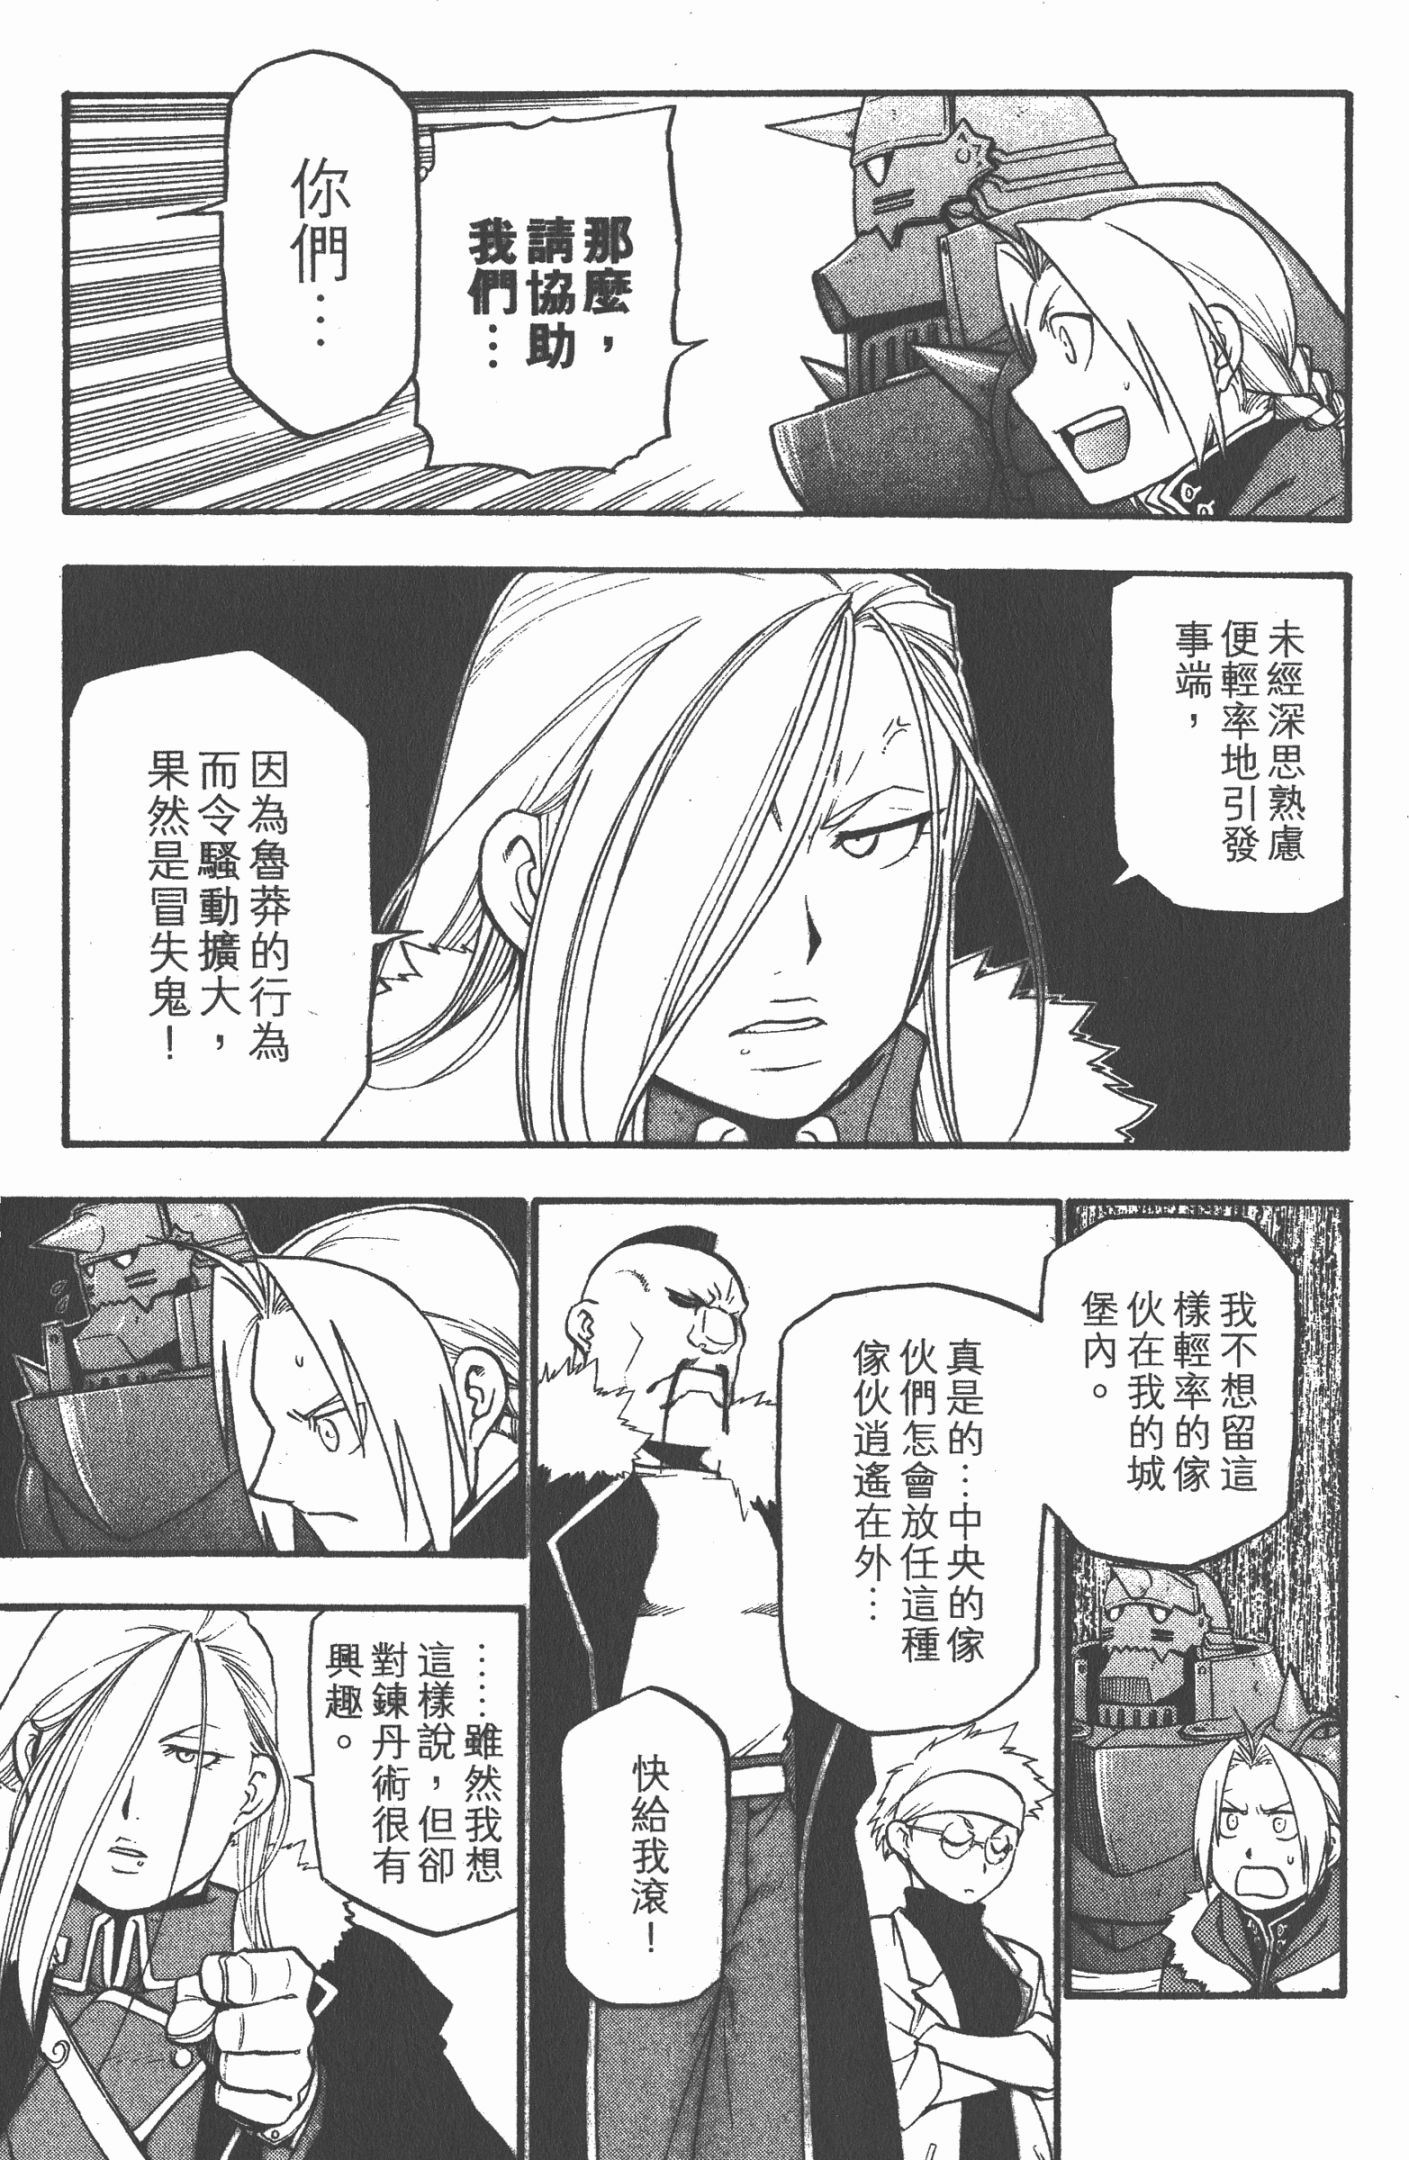 那麼，
請協助
我們…
你們…
未經深思熟慮
便輕率地引發
事端，
因為魯莽的行為
而令騷動擴大，
果然是冒失鬼！
我不想留這
樣輕率的傢
伙在我的城
堡內。
真是的…中央的傢
伙們怎會放任這種
傢伙逍遙在外…
快給我滾！
……雖然我想
這樣說，但卻
對鍊丹術很有
興趣。